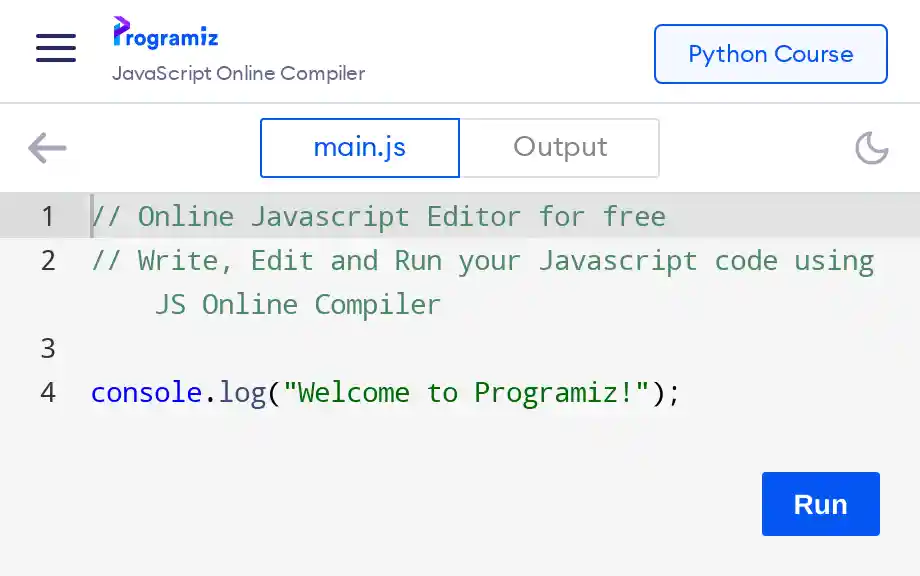 Programiz
JavaScript Online Compiler
Python Course
main.js
Output
1 // Online Javascript Editor for free
2 // Write, Edit and Run your Javascript code using
JS Online Compiler
3
4 console.log("Welcome to Programiz!");
Run